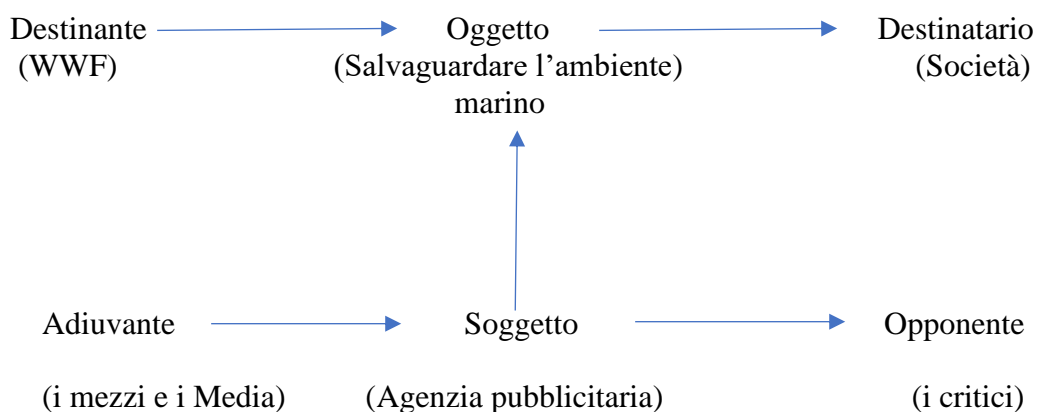 Destinante Oggetto Destinatario
(WWF) (Salvaguardare l’ambiente) (Società)
marino
Adiuvante Soggetto Opponente
(i mezzi e i Media) (Agenzia pubblicitaria) (i critici)